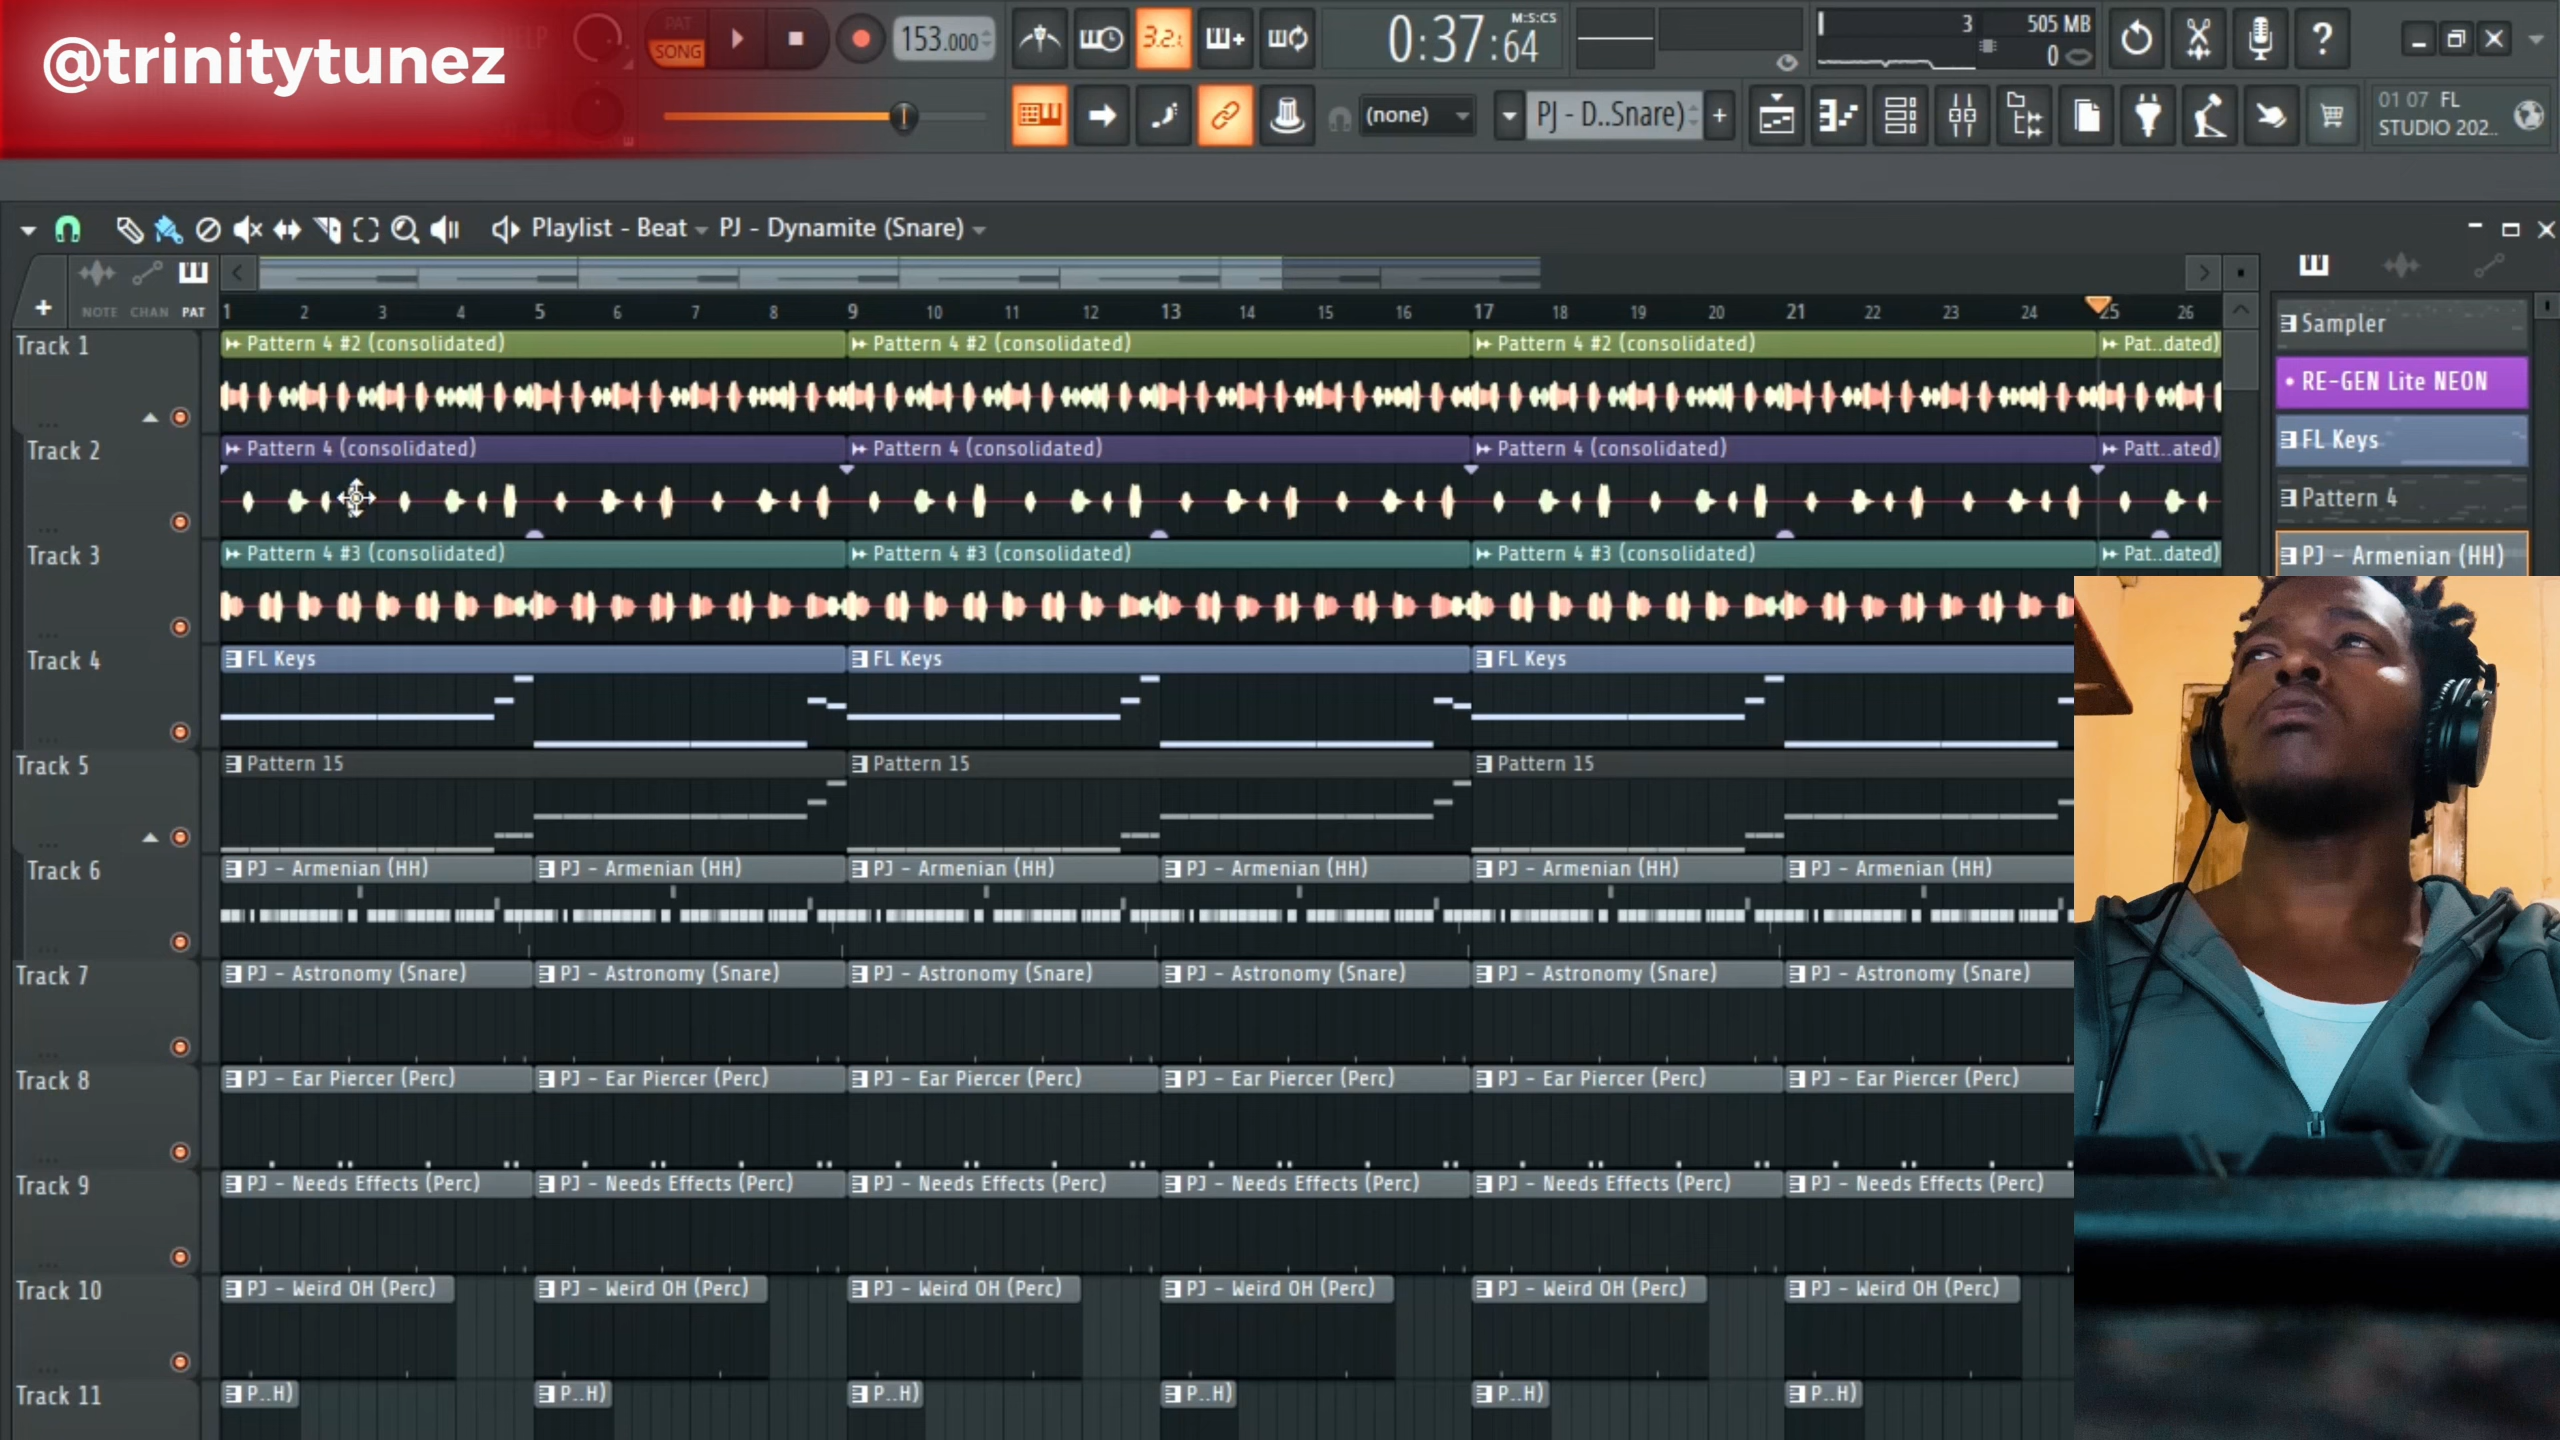 @trinitytunez
PAT
SONG
153.000
3.2.
0:37:64
M:S:CS
3
505 MB
0
?
(none)
PJ - D..Snare)
+
01 07 FL
STUDIO 202..
Playlist - Beat
PJ - Dynamite (Snare)
+
NOTE CHAN PAT
1 2 3 4 5 6 7 8 9 10 11 12 13 14 15 16 17 18 19 20 21 22 23 24 25 26
Track 1
Pattern 4 #2 (consolidated) Pattern 4 #2 (consolidated) Pattern 4 #2 (consolidated) Pat..dated)
Track 2
Pattern 4 (consolidated) Pattern 4 (consolidated) Pattern 4 (consolidated) Patt..ated)
Track 3
Pattern 4 #3 (consolidated) Pattern 4 #3 (consolidated) Pattern 4 #3 (consolidated) Pat..dated)
Track 4
FL Keys FL Keys FL Keys
Track 5
Pattern 15 Pattern 15 Pattern 15
Track 6
PJ - Armenian (HH) PJ - Armenian (HH) PJ - Armenian (HH) PJ - Armenian (HH) PJ - Armenian (HH) PJ - Armenian (HH)
Track 7
PJ - Astronomy (Snare) PJ - Astronomy (Snare) PJ - Astronomy (Snare) PJ - Astronomy (Snare) PJ - Astronomy (Snare) PJ - Astronomy (Snare)
Track 8
PJ - Ear Piercer (Perc) PJ - Ear Piercer (Perc) PJ - Ear Piercer (Perc) PJ - Ear Piercer (Perc) PJ - Ear Piercer (Perc) PJ - Ear Piercer (Perc)
Track 9
PJ - Needs Effects (Perc) PJ - Needs Effects (Perc) PJ - Needs Effects (Perc) PJ - Needs Effects (Perc) PJ - Needs Effects (Perc) PJ - Needs Effects (Perc)
Track 10
PJ - Weird OH (Perc) PJ - Weird OH (Perc) PJ - Weird OH (Perc) PJ - Weird OH (Perc) PJ - Weird OH (Perc) PJ - Weird OH (Perc)
Track 11
P..H) P..H) P..H) P..H) P..H) P..H)
Sampler
RE-GEN Lite NEON
FL Keys
Pattern 4
PJ - Armenian (HH)